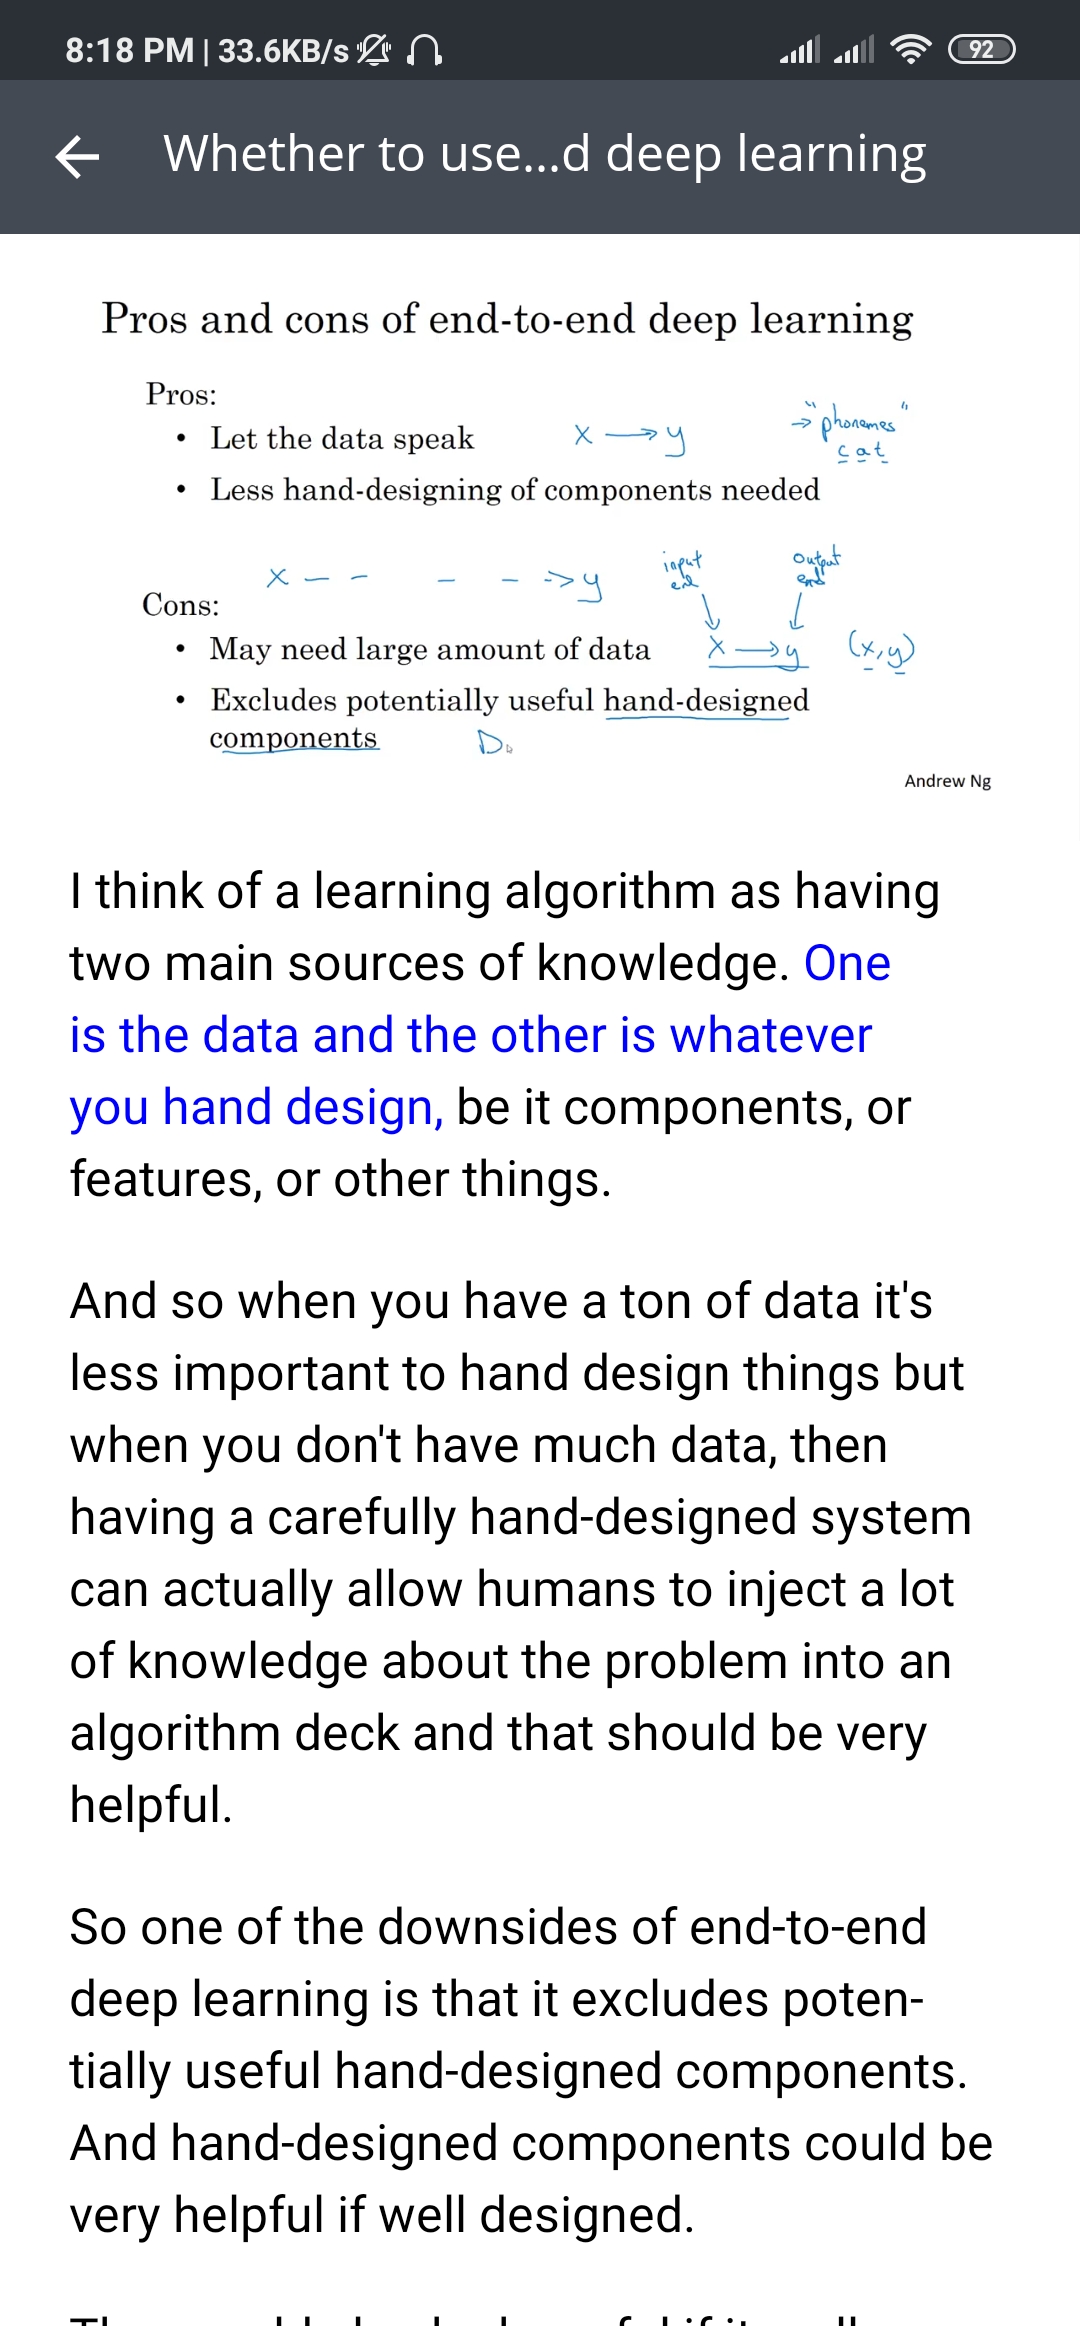 8:18 PM | 33.6KB/s
92
Whether to use...d deep learning
Pros and cons of end-to-end deep learning
Pros:
• Let the data speak x → y → "phonemes"
c a t
• Less hand-designing of components needed
x - - - - -> y input end output end
Cons:
• May need large amount of data x → y (x, y)
• Excludes potentially useful hand-designed
components D
Andrew Ng
I think of a learning algorithm as having
two main sources of knowledge. One
is the data and the other is whatever
you hand design, be it components, or
features, or other things.
And so when you have a ton of data it's
less important to hand design things but
when you don't have much data, then
having a carefully hand-designed system
can actually allow humans to inject a lot
of knowledge about the problem into an
algorithm deck and that should be very
helpful.
So one of the downsides of end-to-end
deep learning is that it excludes poten-
tially useful hand-designed components.
And hand-designed components could be
very helpful if well designed.